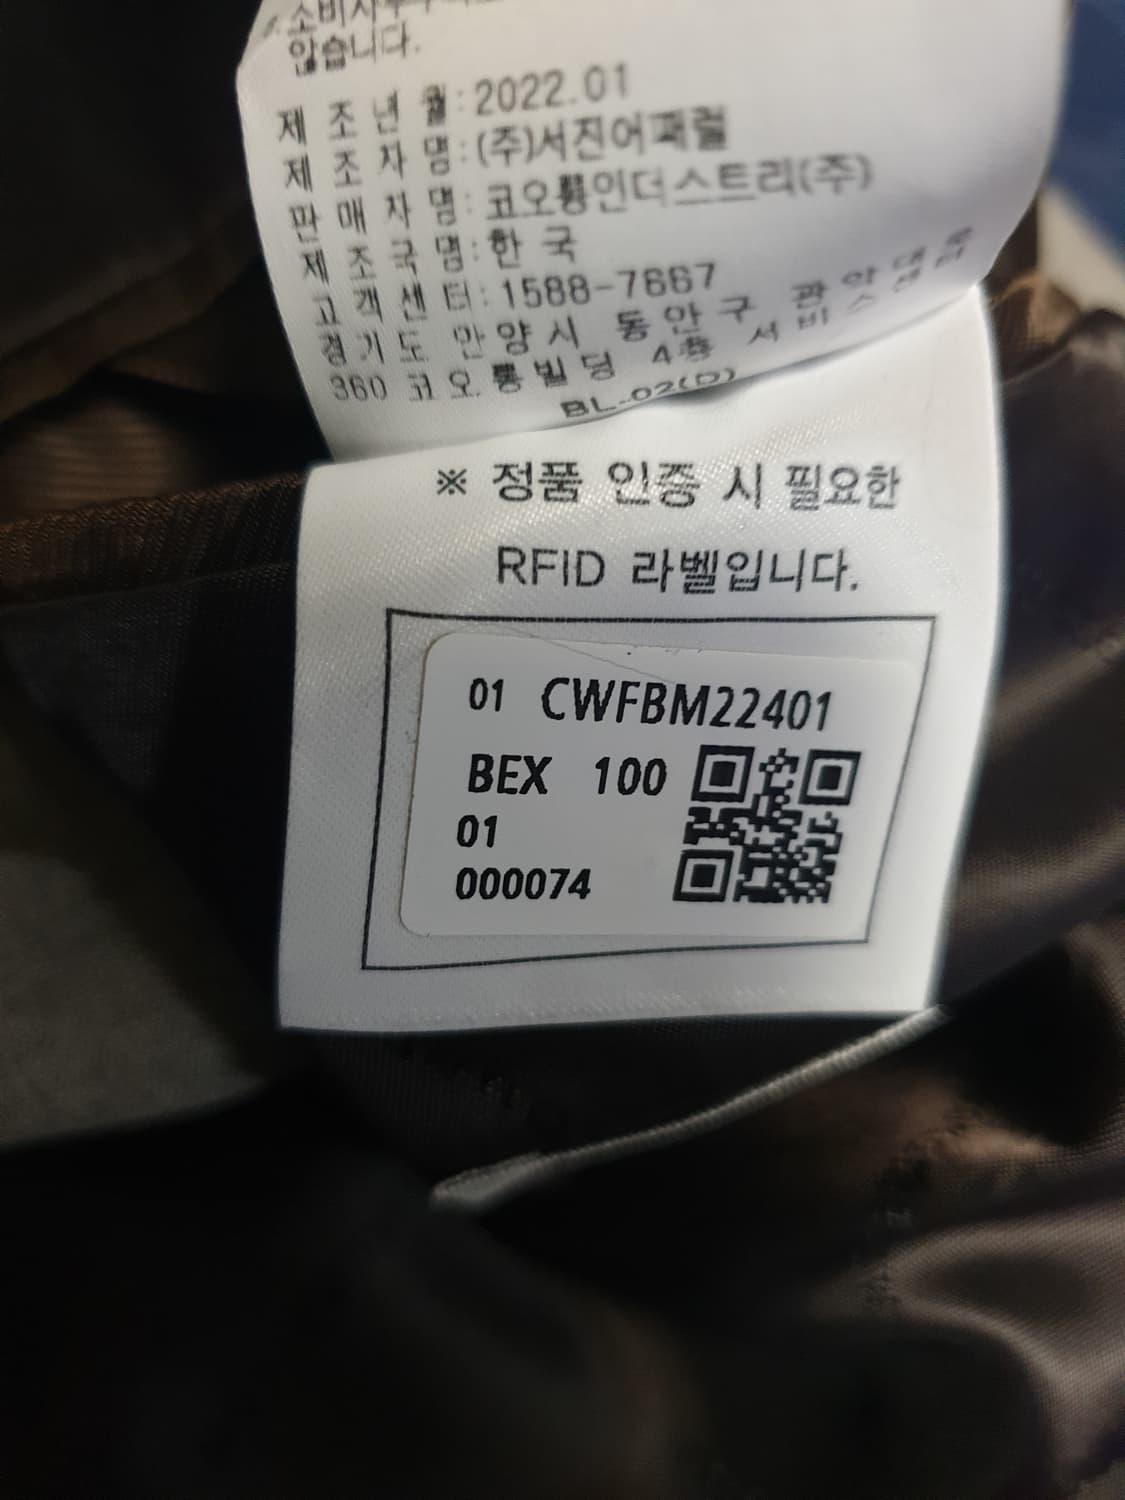 않습니다.
제 조 년 월 : 2022.01
제 조 자 명 : (주)서진어패럴
판 매 자 명 : 코오롱인더스트리(주)
제 조 국 명 : 한 국
고 객 센 터 : 1588-7667
경기도 안양시 동안구 관악대로
360 코오롱빌딩 4층 서비스센터
BL-02(D)
※ 정품 인증 시 필요한
RFID 라벨입니다.
01 CWFBM22401
BEX 100
01
000074